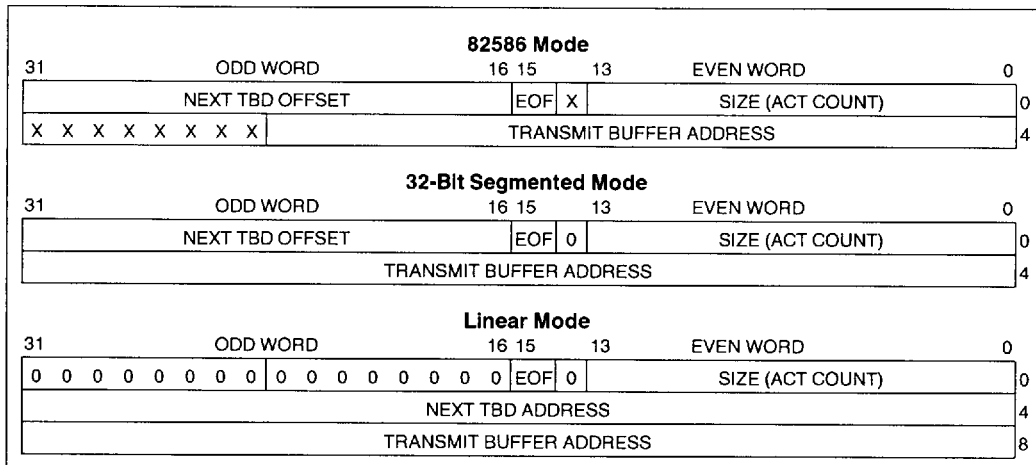 82586 Mode
31 ODD WORD 16 15 13 EVEN WORD 0
NEXT TBD OFFSET EOF X SIZE (ACT COUNT) 0
X X X X X X X X TRANSMIT BUFFER ADDRESS 4
32-Bit Segmented Mode
31 ODD WORD 16 15 13 EVEN WORD 0
NEXT TBD OFFSET EOF 0 SIZE (ACT COUNT) 0
TRANSMIT BUFFER ADDRESS 4
Linear Mode
31 ODD WORD 16 15 13 EVEN WORD 0
0 0 0 0 0 0 0 0 0 0 0 0 0 0 0 0 EOF 0 SIZE (ACT COUNT) 0
NEXT TBD ADDRESS 4
TRANSMIT BUFFER ADDRESS 8